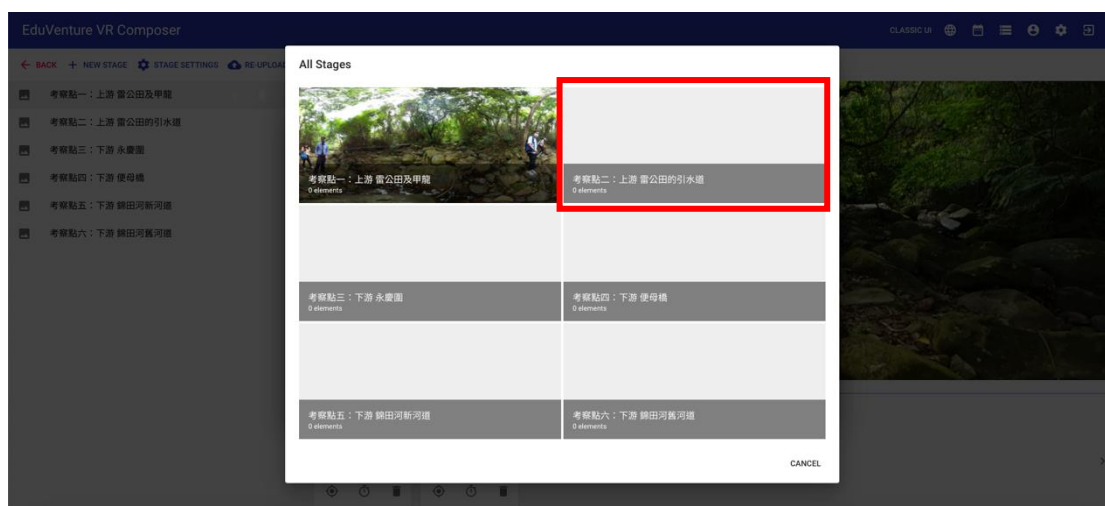 EduVenture VR Composer
CLASSIC UI
BACK
NEW STAGE
STAGE SETTINGS
RE-UPLOA
考察點一：上游 雷公田及甲龍
考察點二：上游 雷公田的引水道
考察點三：下游 永慶圍
考察點四：下游 便母橋
考察點五：下游 錦田河新河道
考察點六：下游 錦田河舊河道
All Stages
考察點一：上游 雷公田及甲龍
0 elements
考察點二：上游 雷公田的引水道
0 elements
考察點三：下游 永慶圍
0 elements
考察點四：下游 便母橋
0 elements
考察點五：下游 錦田河新河道
0 elements
考察點六：下游 錦田河舊河道
0 elements
CANCEL